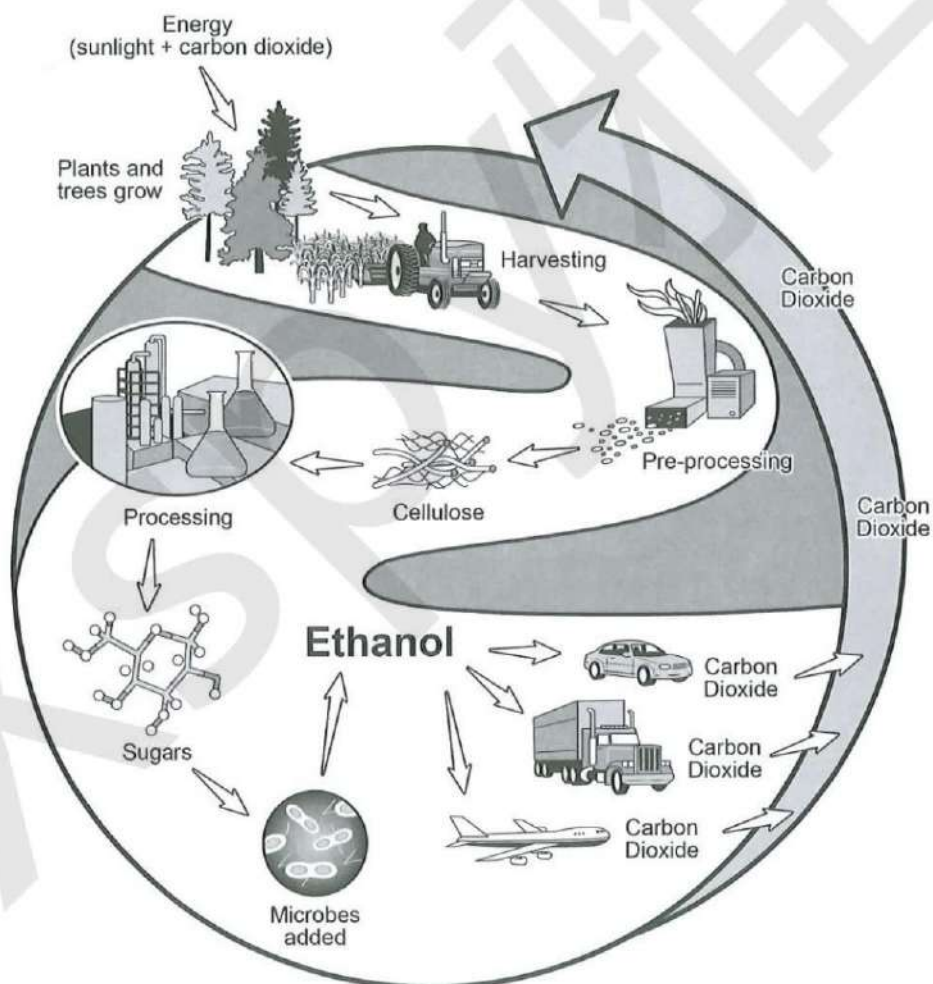 Energy
(sunlight + carbon dioxide)
Plants and
trees grow
Harvesting
Carbon
Dioxide
Pre-processing
Cellulose
Processing
Carbon
Dioxide
Ethanol
Carbon
Dioxide
Sugars
Carbon
Dioxide
Carbon
Dioxide
Microbes
added